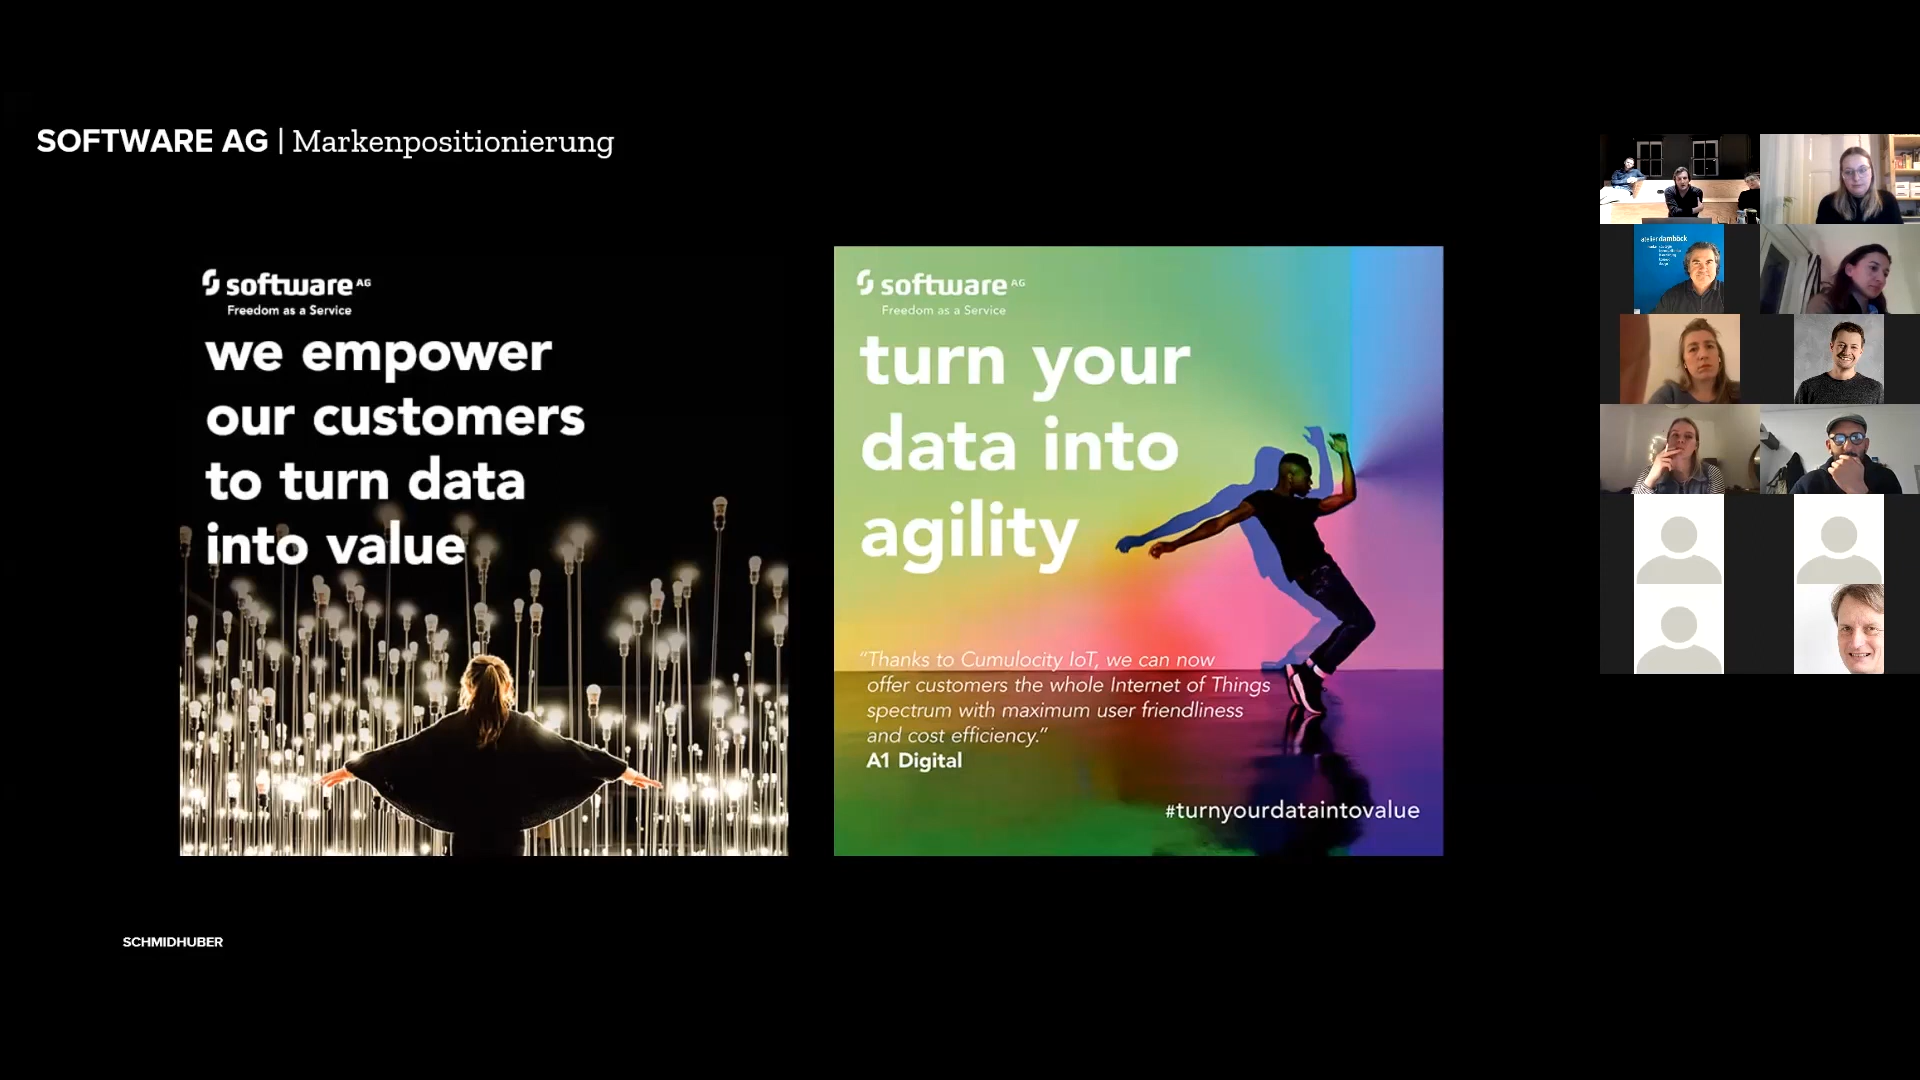 SOFTWARE AG | Markenpositionierung
software AG
Freedom as a Service
we empower
our customers
to turn data
into value
software AG
Freedom as a Service
turn your
data into
agility
“Thanks to Cumulocity IoT, we can now
offer customers the whole Internet of Things
spectrum with maximum user friendliness
and cost efficiency.”
A1 Digital
#turnyourdataintovalue
SCHMIDHUBER
atelier damböck